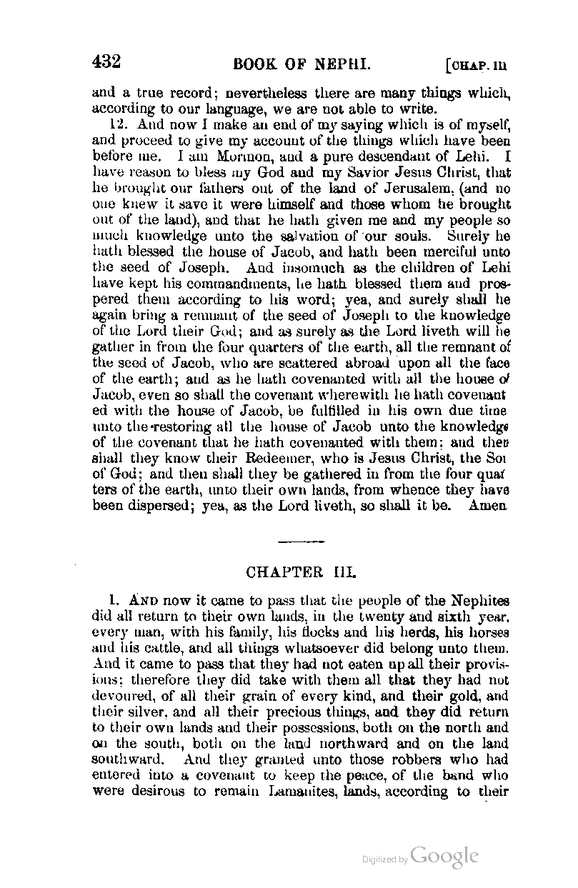 432 BOOK OF NEPHI. [CHAP. III
and a true record; nevertheless there are many things which,
according to our language, we are not able to write.
12. And now I make an end of my saying which is of myself,
and proceed to give my account of the things which have been
before me. I am Mormon, and a pure descendant of Lehi. I
have reason to bless my God and my Savior Jesus Christ, that
he brought our fathers out of the land of Jerusalem, (and no
one knew it save it were himself and those whom he brought
out of the land), and that he hath given me and my people so
much knowledge unto the salvation of our souls. Surely he
hath blessed the house of Jacob, and hath been merciful unto
the seed of Joseph. And insomuch as the children of Lehi
have kept his commandments, he hath blessed them and pros-
pered them according to his word; yea, and surely shall he
again bring a remnant of the seed of Joseph to the knowledge
of the Lord their God; and as surely as the Lord liveth will he
gather in from the four quarters of the earth, all the remnant of
the seed of Jacob, who are scattered abroad upon all the face
of the earth; and as he hath covenanted with all the house of
Jacob, even so shall the covenant wherewith he hath covenant
ed with the house of Jacob, be fulfilled in his own due time
unto the restoring all the house of Jacob unto the knowledge
of the covenant that he hath covenanted with them; and then
shall they know their Redeemer, who is Jesus Christ, the Son
of God; and then shall they be gathered in from the four quar
ters of the earth, unto their own lands, from whence they have
been dispersed; yea, as the Lord liveth, so shall it be. Amen
CHAPTER III.
1. AND now it came to pass that the people of the Nephites
did all return to their own lands, in the twenty and sixth year,
every man, with his family, his flocks and his herds, his horses
and his cattle, and all things whatsoever did belong unto them.
And it came to pass that they had not eaten up all their provis-
ions; therefore they did take with them all that they had not
devoured, of all their grain of every kind, and their gold, and
their silver, and all their precious things, and they did return
to their own lands and their possessions, both on the north and
on the south, both on the land northward and on the land
southward. And they granted unto those robbers who had
entered into a covenant to keep the peace, of the band who
were desirous to remain Lamanites, lands, according to their
Digitized by Google